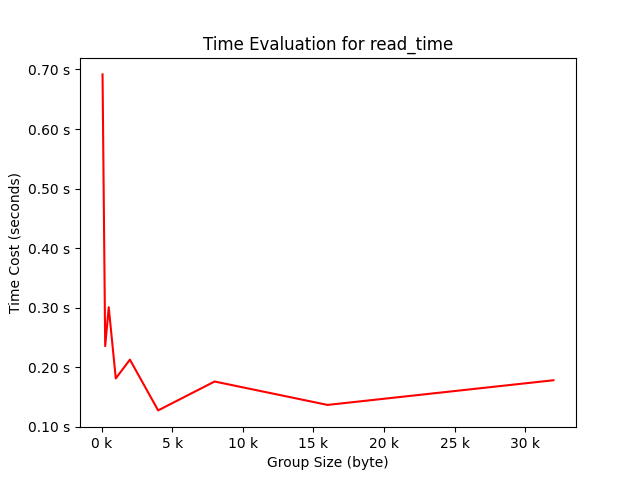 Time Evaluation for read_time
0.70 s
0.60 s
0.50 s
0.40 s
0.30 s
0.20 s
0.10 s
Time Cost (seconds)
0 k
5 k
10 k
15 k
20 k
25 k
30 k
Group Size (byte)